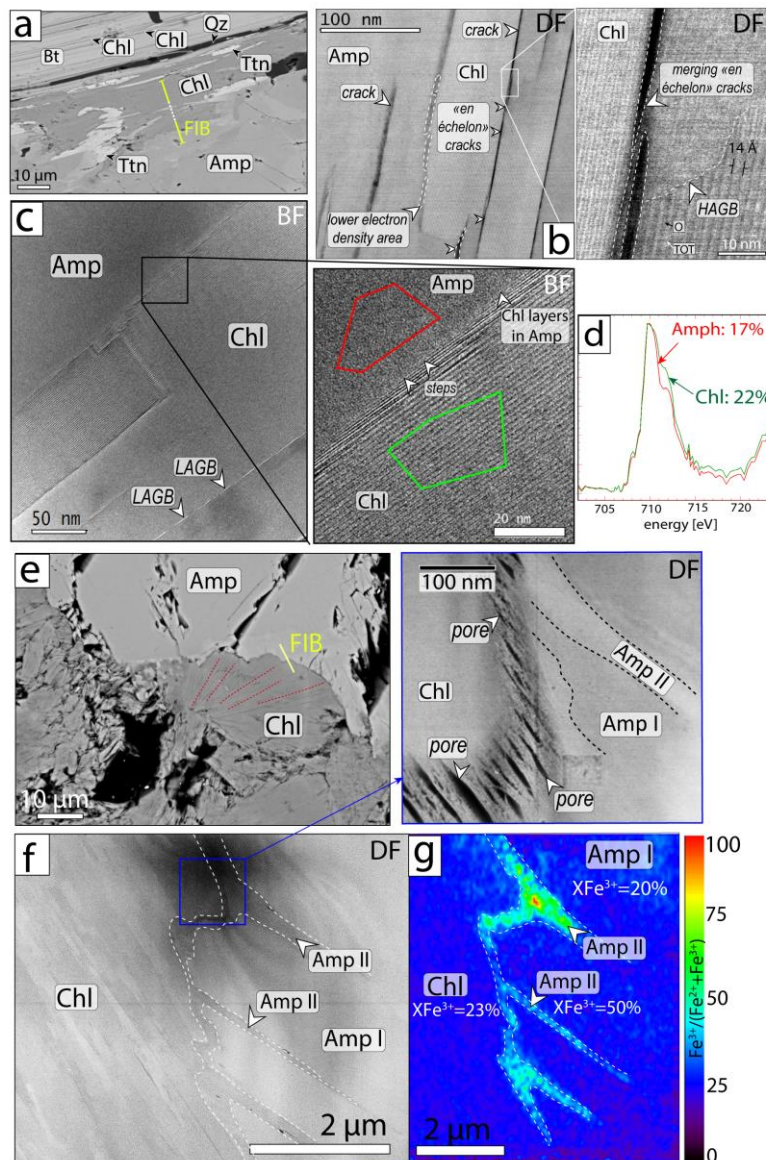 a
Bt
Chl
Chl
Qz
Ttn
Chl
FIB
Ttn
Amp
10 µm
100 nm
DF
Amp
crack
crack
Chl
«en
échelon»
cracks
lower electron
density area
b
Chl
DF
merging «en
échelon» cracks
14 Å
HAGB
O
TOT
10 nm
c
BF
Amp
Chl
LAGB
LAGB
50 nm
Amp
BF
Chl layers
in Amp
steps
Chl
20 nm
d
Amph: 17%
Chl: 22%
705
710
715
720
energy [eV]
e
Amp
FIB
Chl
10 µm
100 nm
DF
pore
Chl
Amp II
Amp I
pore
pore
f
DF
Amp II
Chl
Amp II
Amp I
2 µm
g
Amp I
XFe³⁺=20%
Amp II
Chl
XFe³⁺=23%
Amp II
XFe³⁺=50%
2 µm
100
75
50
25
0
Fe³⁺/(Fe²⁺+Fe³⁺)